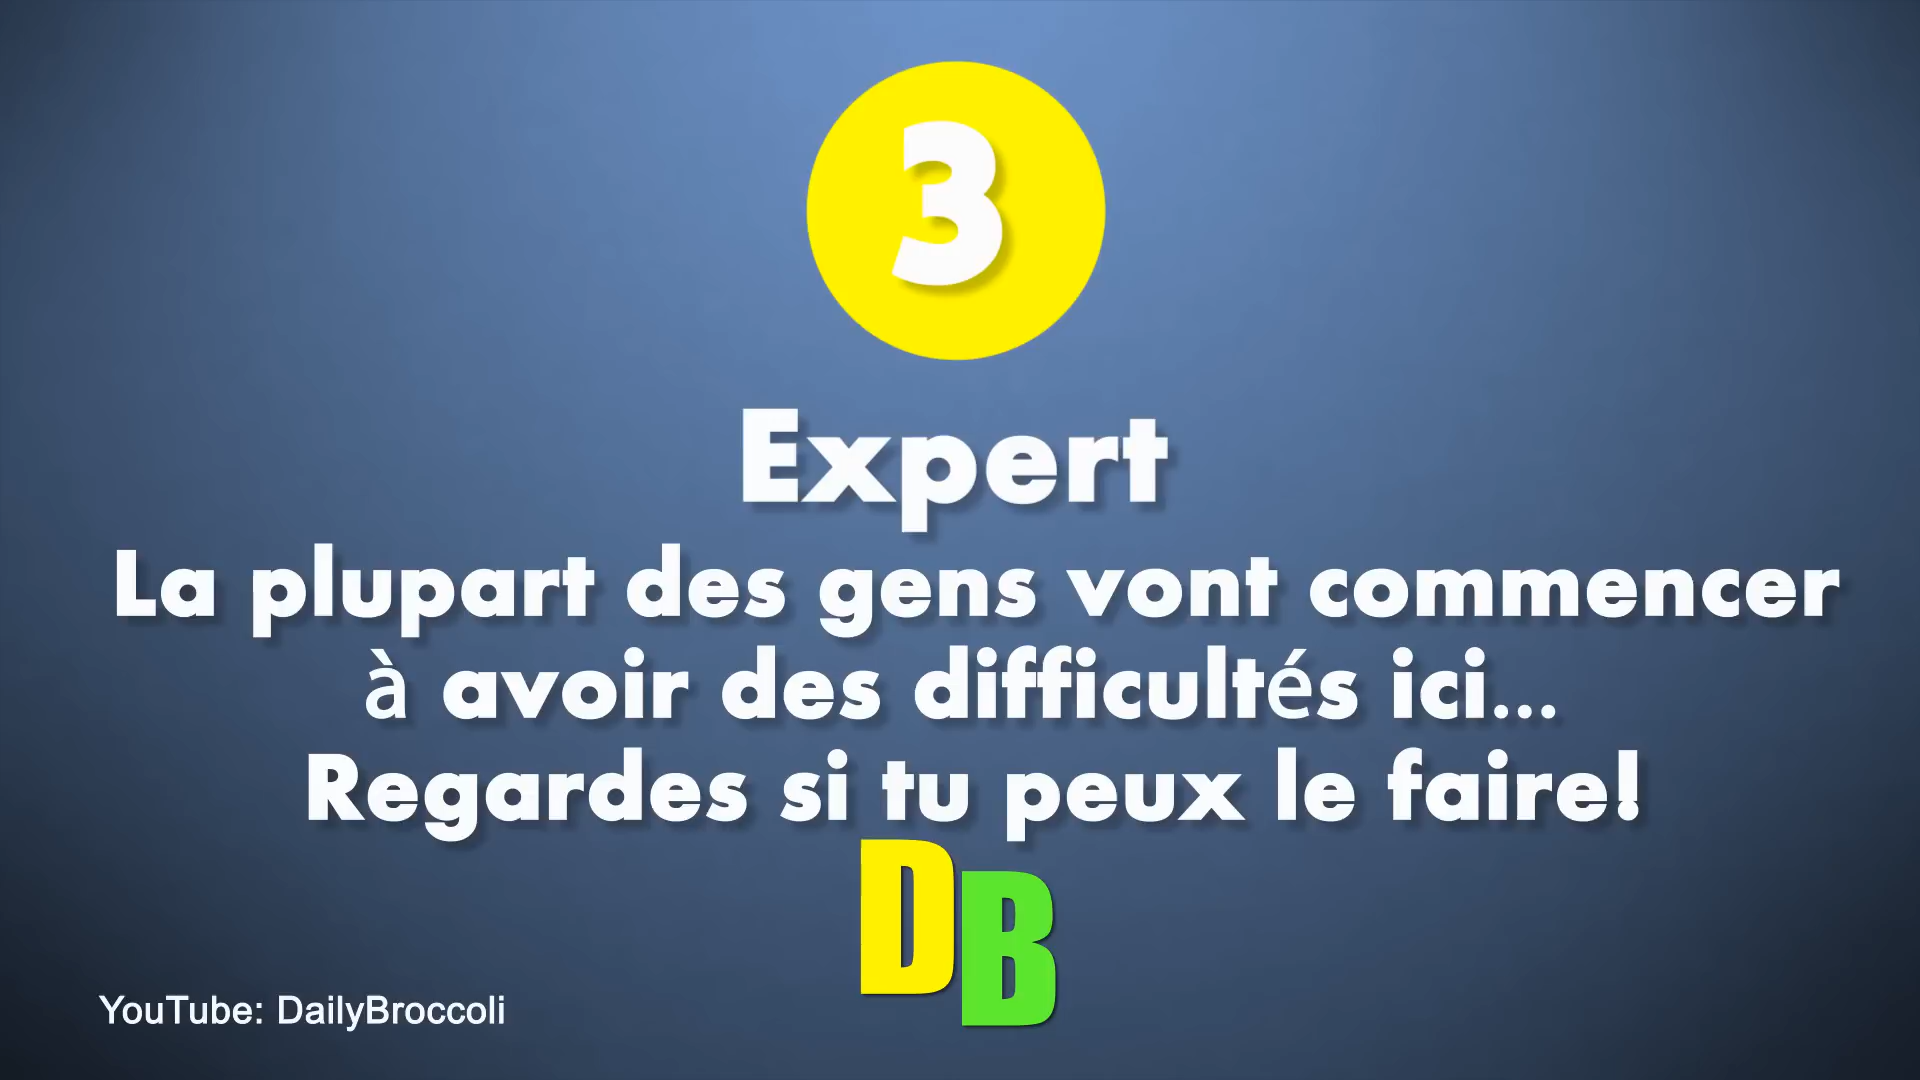 3
Expert
La plupart des gens vont commencer
à avoir des difficultés ici...
Regardes si tu peux le faire!
DB
YouTube: DailyBroccoli